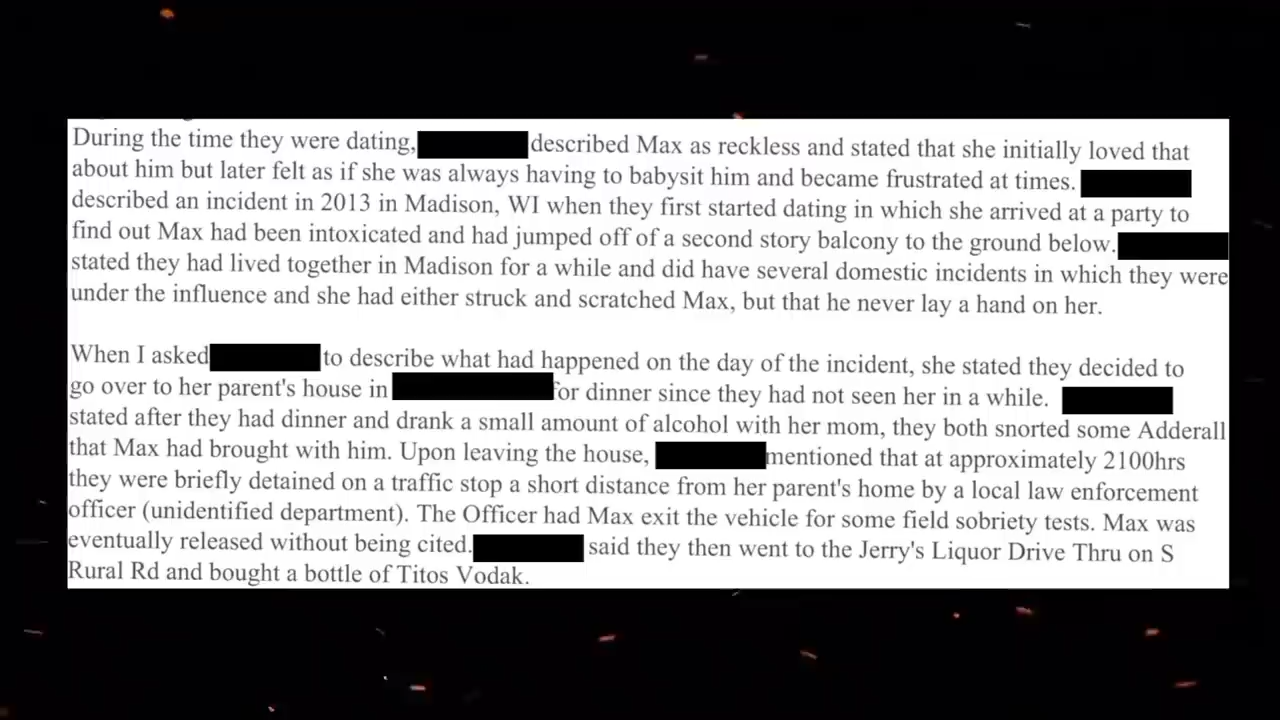 During the time they were dating, described Max as reckless and stated that she initially loved that
about him but later felt as if she was always having to babysit him and became frustrated at times.
described an incident in 2013 in Madison, WI when they first started dating in which she arrived at a party to
find out Max had been intoxicated and had jumped off of a second story balcony to the ground below.
stated they had lived together in Madison for a while and did have several domestic incidents in which they were
under the influence and she had either struck and scratched Max, but that he never lay a hand on her.
When I asked to describe what had happened on the day of the incident, she stated they decided to
go over to her parent's house in for dinner since they had not seen her in a while.
stated after they had dinner and drank a small amount of alcohol with her mom, they both snorted some Adderall
that Max had brought with him. Upon leaving the house, mentioned that at approximately 2100hrs
they were briefly detained on a traffic stop a short distance from her parent's home by a local law enforcement
officer (unidentified department). The Officer had Max exit the vehicle for some field sobriety tests. Max was
eventually released without being cited. said they then went to the Jerry's Liquor Drive Thru on S
Rural Rd and bought a bottle of Titos Vodak.